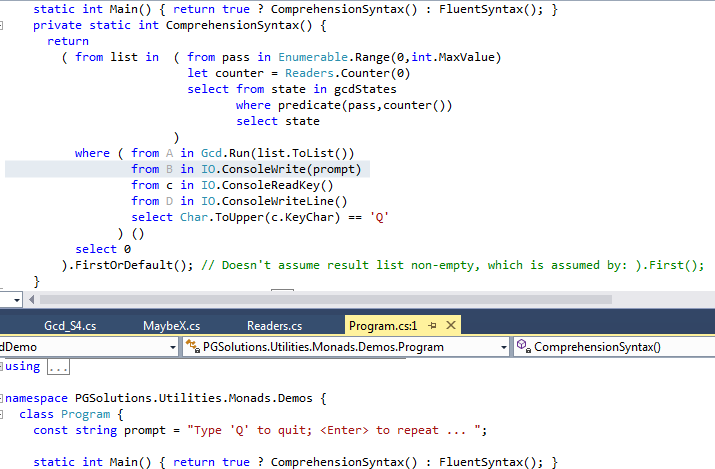 static int Main() { return true ? ComprehensionSyntax() : FluentSyntax(); }
private static int ComprehensionSyntax() {
return
( from list in  ( from pass in Enumerable.Range(0,int.MaxValue)
let counter = Readers.Counter(0)
select from state in gcdStates
where predicate(pass,counter())
select state
)
where ( from A in Gcd.Run(list.ToList())
from B in IO.ConsoleWrite(prompt)
from c in IO.ConsoleReadKey()
from D in IO.ConsoleWriteLine()
select Char.ToUpper(c.KeyChar) == 'Q'
) ()
select 0
).FirstOrDefault(); // Doesn't assume result list non-empty, which is assumed by: ).First();
}
Gcd_S4.cs MaybeX.cs Readers.cs Program.cs:1
dDemo PGSolutions.Utilities.Monads.Demos.Program ComprehensionSyntax()
using ...
namespace PGSolutions.Utilities.Monads.Demos {
class Program {
const string prompt = "Type 'Q' to quit; <Enter> to repeat ... ";
static int Main() { return true ? ComprehensionSyntax() : FluentSyntax(); }